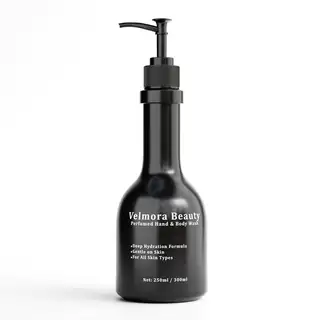 Velmora Beauty
Perfumed Hand & Body Wash
•Deep Hydration Formula
•Gentle on Skin
•For All Skin Types
Net: 250ml / 300ml